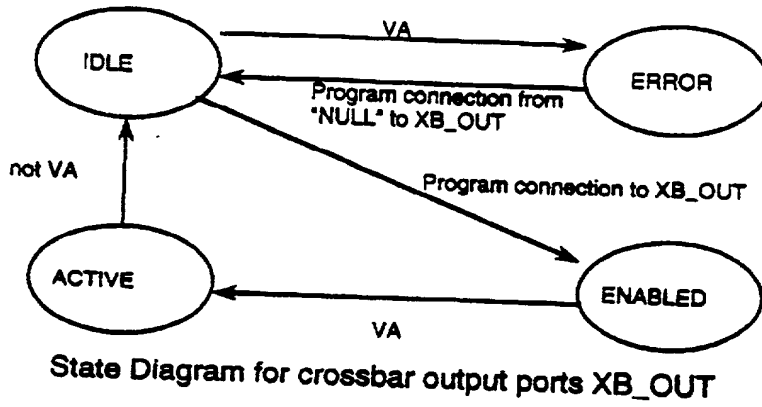 VA
IDLE
ERROR
Program connection from
"NULL" to XB_OUT
not VA
Program connection to XB_OUT
ACTIVE
ENABLED
VA
State Diagram for crossbar output ports XB_OUT